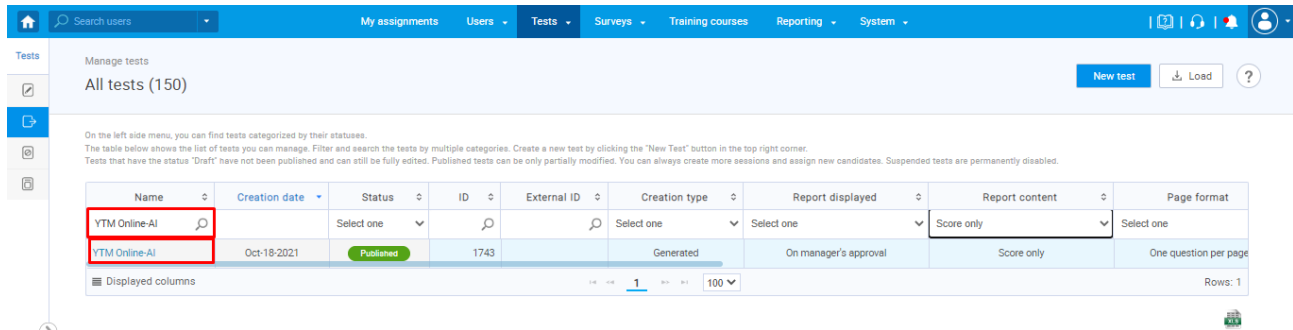 Search users
My assignments Users Tests Surveys Training courses Reporting System
Tests
Manage tests
All tests (150)
New test
Load
?
On the left side menu, you can find tests categorized by their statuses.
The table below shows the list of tests you can manage. Filter and search the tests by multiple categories. Create a new test by clicking the "New Test" button in the top right corner.
Tests that have the status "Draft" have not been published and can still be fully edited. Published tests can be only partially modified. You can always create more sessions and assign new candidates. Suspended tests are permanently disabled.
Name Creation date Status ID External ID Creation type Report displayed Report content Page format
YTM Online-AI Select one Select one Select one Score only Select one
YTM Online-AI Oct-18-2021 Published 1743 Generated On manager's approval Score only One question per page
Displayed columns 1 100 Rows: 1
XLS